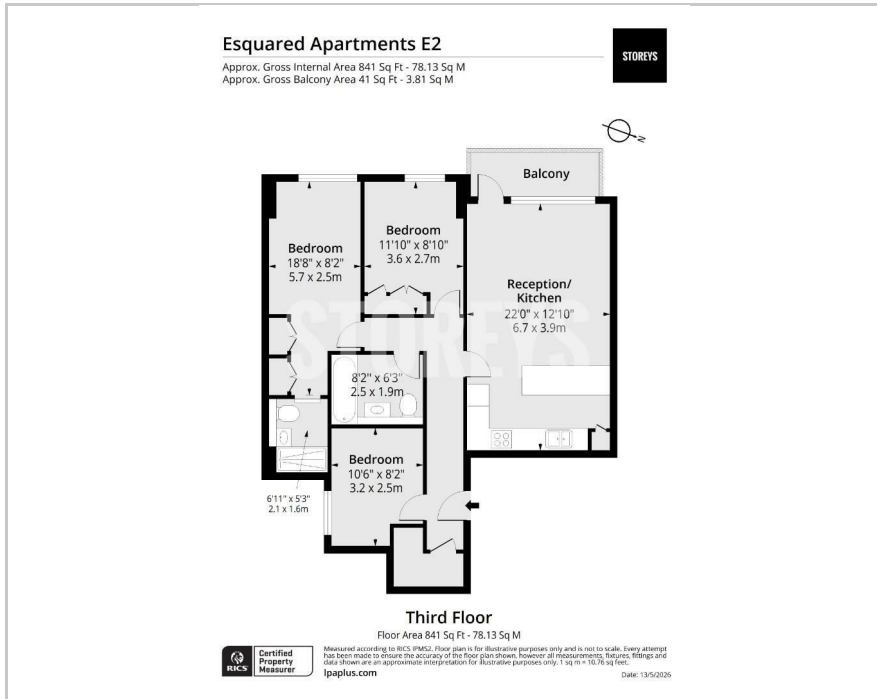 Esquared Apartments E2
Approx. Gross Internal Area 841 Sq Ft - 78.13 Sq M
Approx. Gross Balcony Area 41 Sq Ft - 3.81 Sq M
STOREYS
N
Balcony
Bedroom
18'8" x 8'2"
5.7 x 2.5m
Bedroom
11'10" x 8'10"
3.6 x 2.7m
Reception/
Kitchen
22'0" x 12'10"
6.7 x 3.9m
STOREYS
8'2" x 6'3"
2.5 x 1.9m
Bedroom
10'6" x 8'2"
3.2 x 2.5m
6'11" x 5'3"
2.1 x 1.6m
Third Floor
Floor Area 841 Sq Ft - 78.13 Sq M
RICS
Certified
Property
Measurer
Measured according to RICS IPMS2. Floor plan is for illustrative purposes only and is not to scale. Every attempt
has been made to ensure the accuracy of the floor plan shown, however all measurements, fixtures, fittings and
data shown are an approximate interpretation for illustrative purposes only. 1 sq m = 10.76 sq feet.
lpaplus.com
Date: 13/5/2026